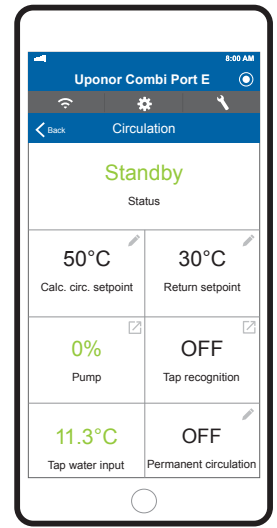 8:00 AM
Uponor Combi Port E
Back
Circulation
Standby
Status
50°C
30°C
Calc. circ. setpoint
Return setpoint
0%
OFF
Pump
Tap recognition
11.3°C
OFF
Tap water input
Permanent circulation